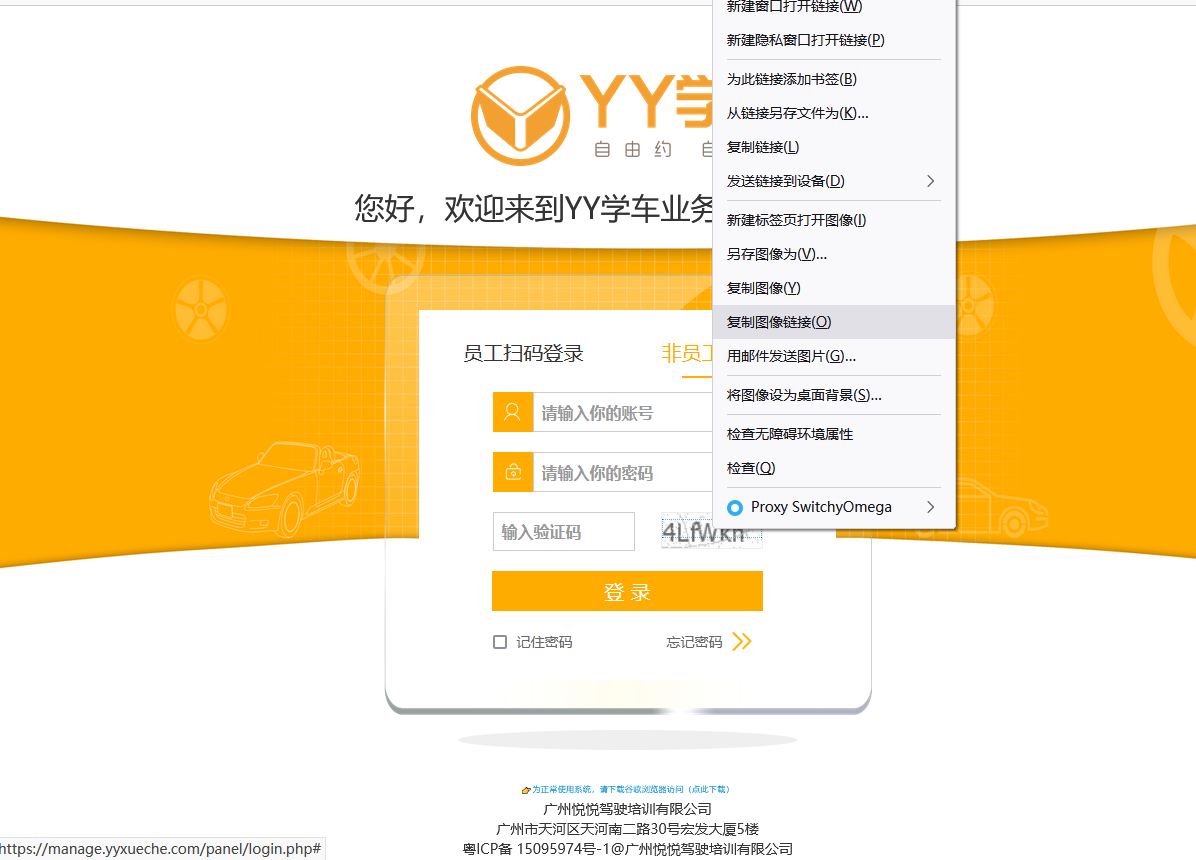 新建窗口打开链接(W)
新建隐私窗口打开链接(P)
为此链接添加书签(B)
从链接另存文件为(K)...
复制链接(L)
发送链接到设备(D)
新建标签页打开图像(I)
另存图像为(V)...
复制图像(Y)
复制图像链接(O)
用邮件发送图片(G)...
将图像设为桌面背景(S)...
检查无障碍环境属性
检查(Q)
Proxy SwitchyOmega
YY学
自由约 自
您好，欢迎来到YY学车业务
员工扫码登录
非员工
请输入你的账号
请输入你的密码
输入验证码
4LfWkh
登录
记住密码
忘记密码
为正常使用系统，请下载谷歌浏览器访问（点此下载）
广州悦悦驾驶培训有限公司
广州市天河区天河南二路30号宏发大厦5楼
粤ICP备 15095974号-1@广州悦悦驾驶培训有限公司
https://manage.yyxueche.com/panel/login.php#